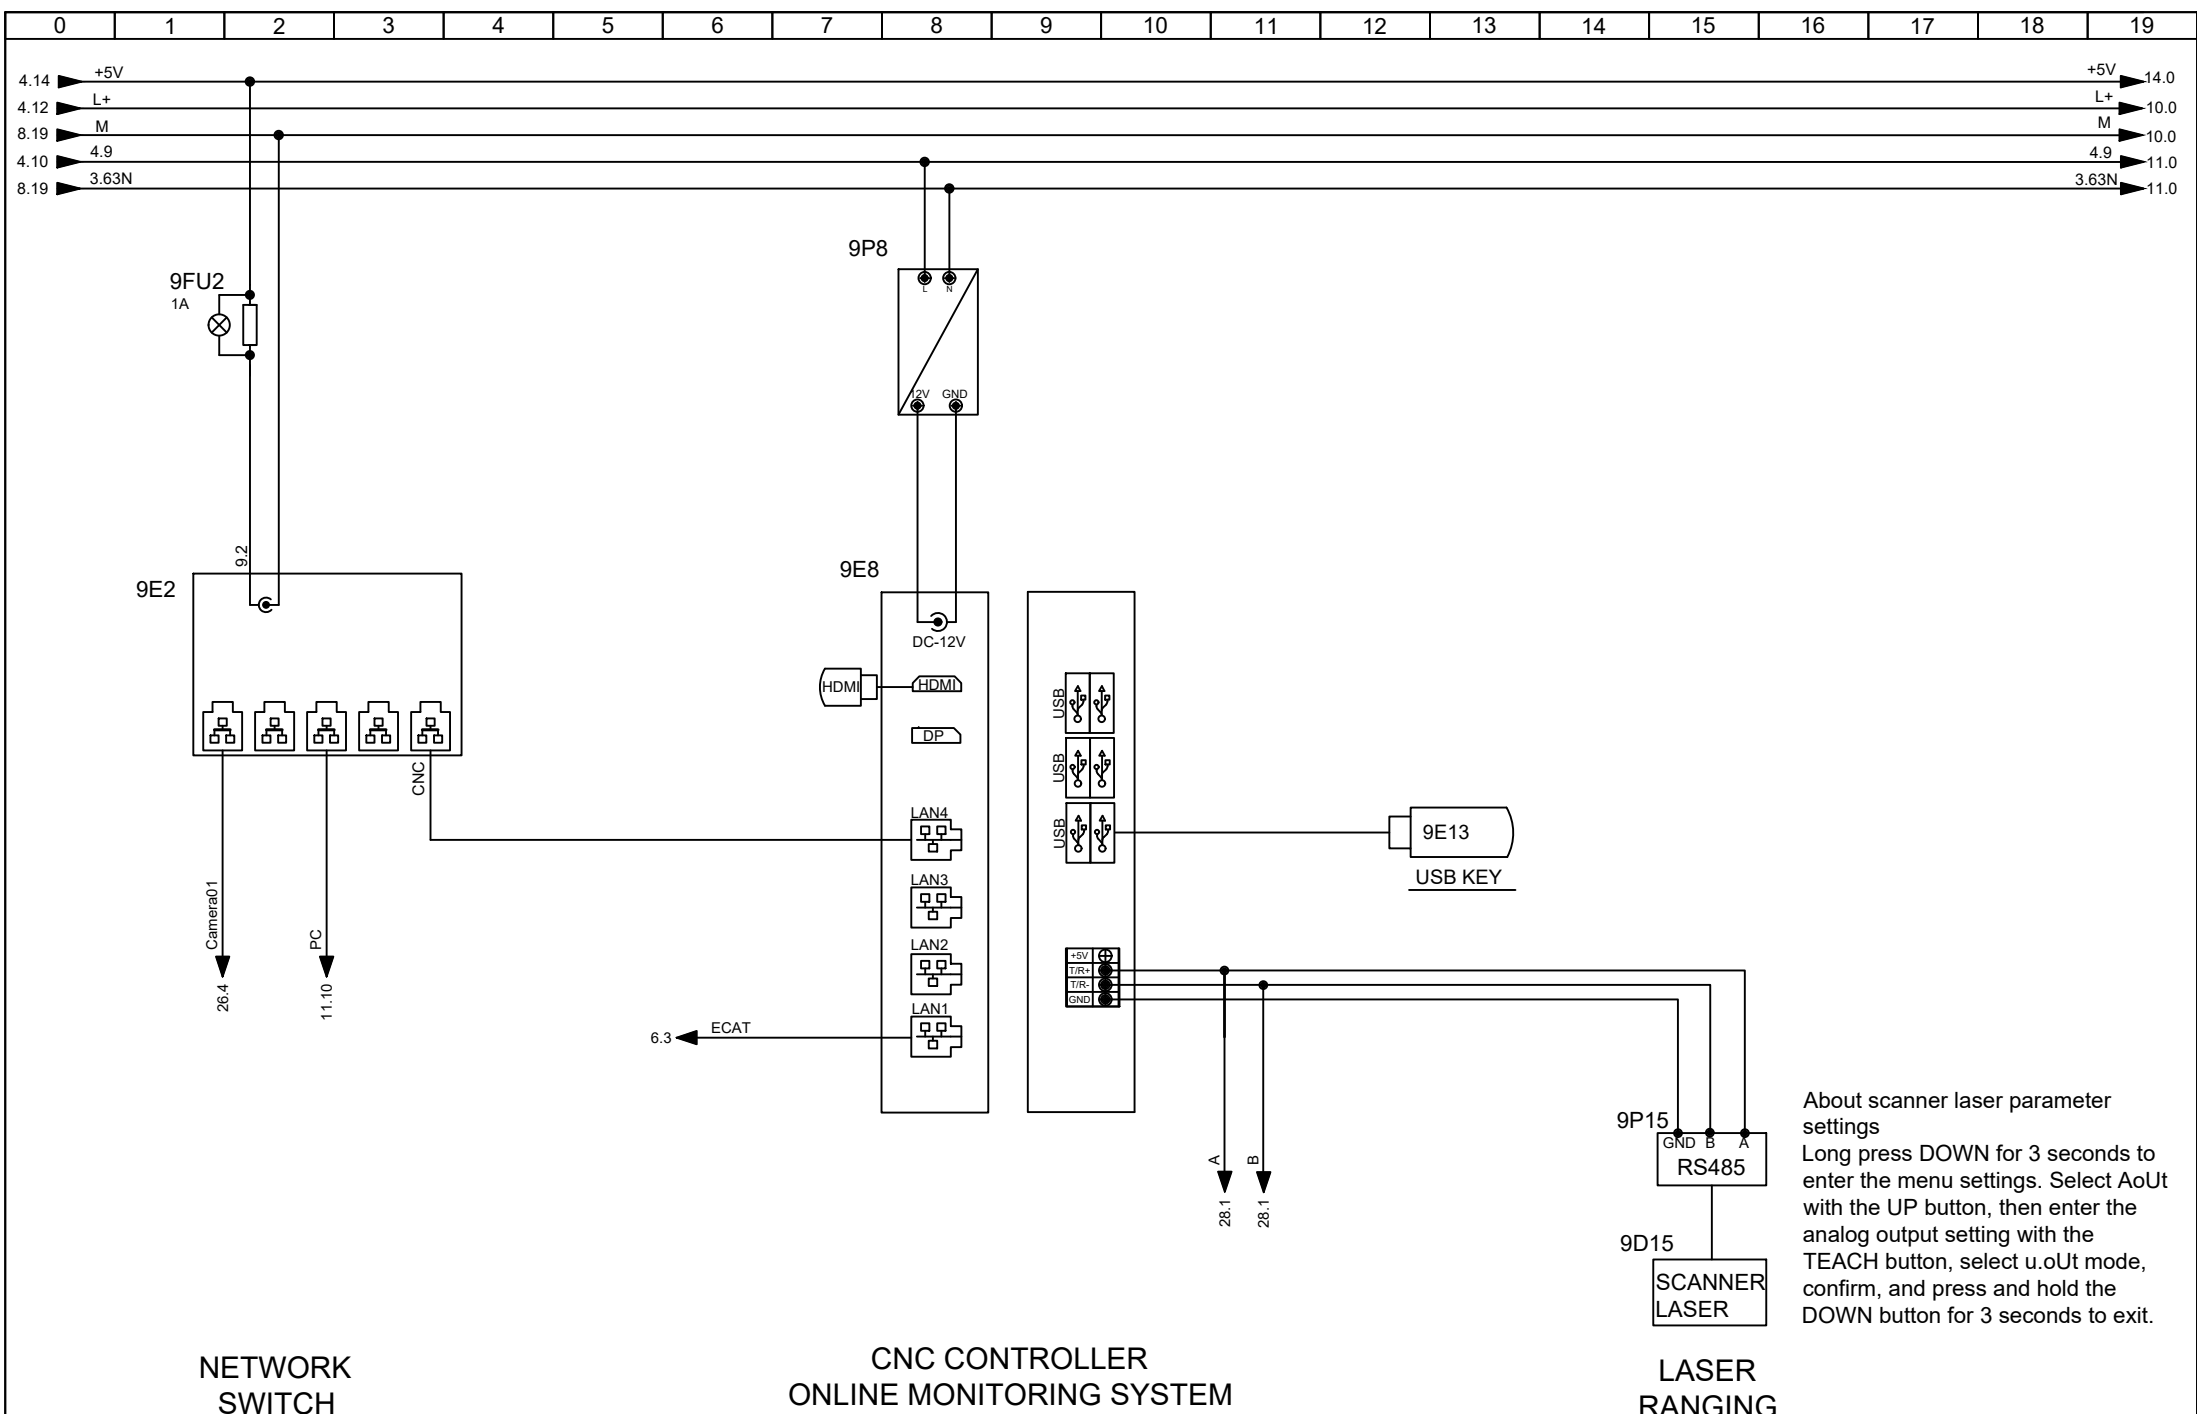 0 1 2 3 4 5 6 7 8 9 10 11 12 13 14 15 16 17 18 19
4.14 +5V +5V 14.0
4.12 L+ L+ 10.0
8.19 M M 10.0
4.10 4.9 4.9 11.0
8.19 3.63N 3.63N 11.0
9P8
9FU2
1A
L N
12V GND
9.2
9E2
9E8
DC-12V
HDMI HDMI
DP
USB
USB
USB
CNC
LAN4
9E13
USB KEY
LAN3
Camera01
PC
LAN2
+5V
T/R+
T/R-
GND
26.4
11.10
LAN1
6.3 ECAT
A
B
28.1
28.1
9P15
GND B A
RS485
9D15
SCANNER
LASER
About scanner laser parameter
settings
Long press DOWN for 3 seconds to
enter the menu settings. Select AoUt
with the UP button, then enter the
analog output setting with the
TEACH button, select u.oUt mode,
confirm, and press and hold the
DOWN button for 3 seconds to exit.
NETWORK
SWITCH
CNC CONTROLLER
ONLINE MONITORING SYSTEM
LASER
RANGING